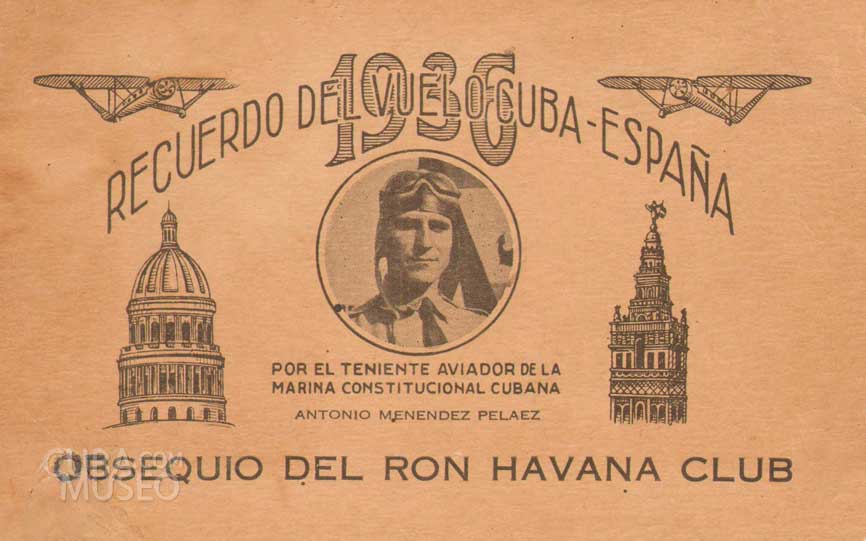 1936
RECUERDO DEL VUELO CUBA-ESPAÑA
POR EL TENIENTE AVIADOR DE LA
MARINA CONSTITUCIONAL CUBANA
ANTONIO MENENDEZ PELAEZ
CUBA.COM
MUSEO
OBSEQUIO DEL RON HAVANA CLUB